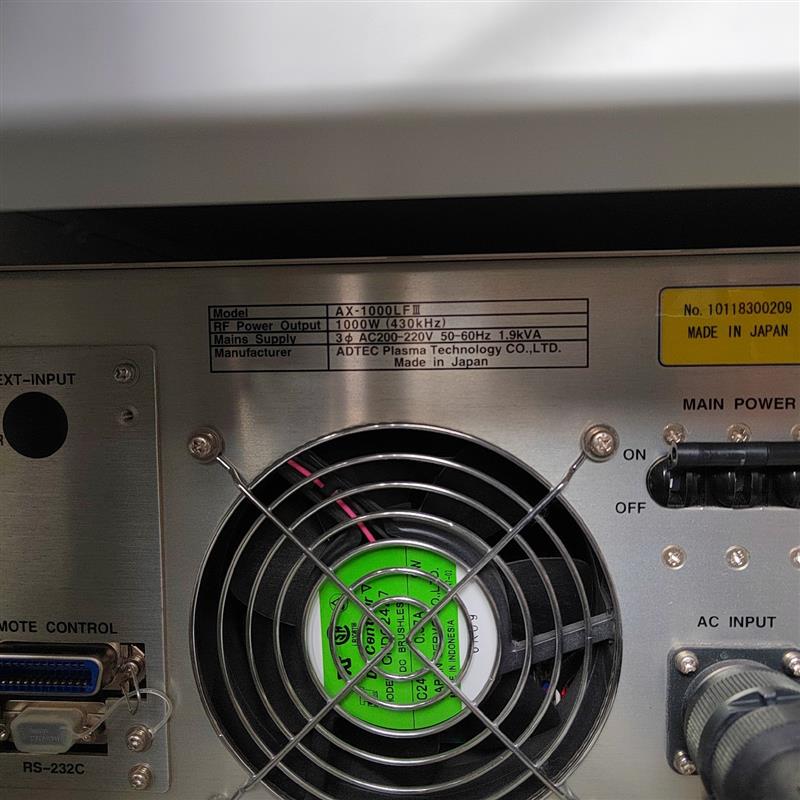 Model AX-1000LFⅢ
RF Power Output 1000W (430kHz)
Mains Supply 3φ AC200-220V 50-60Hz 1.9kVA
Manufacturer ADTEC Plasma Technology CO.,LTD.
Made in Japan
No. 10118300209
MADE IN JAPAN
EXT-INPUT
MAIN POWER
ON
OFF
MOTE CONTROL
RS-232C
AC INPUT
DC BRUSHLESS
IN INDONESIA